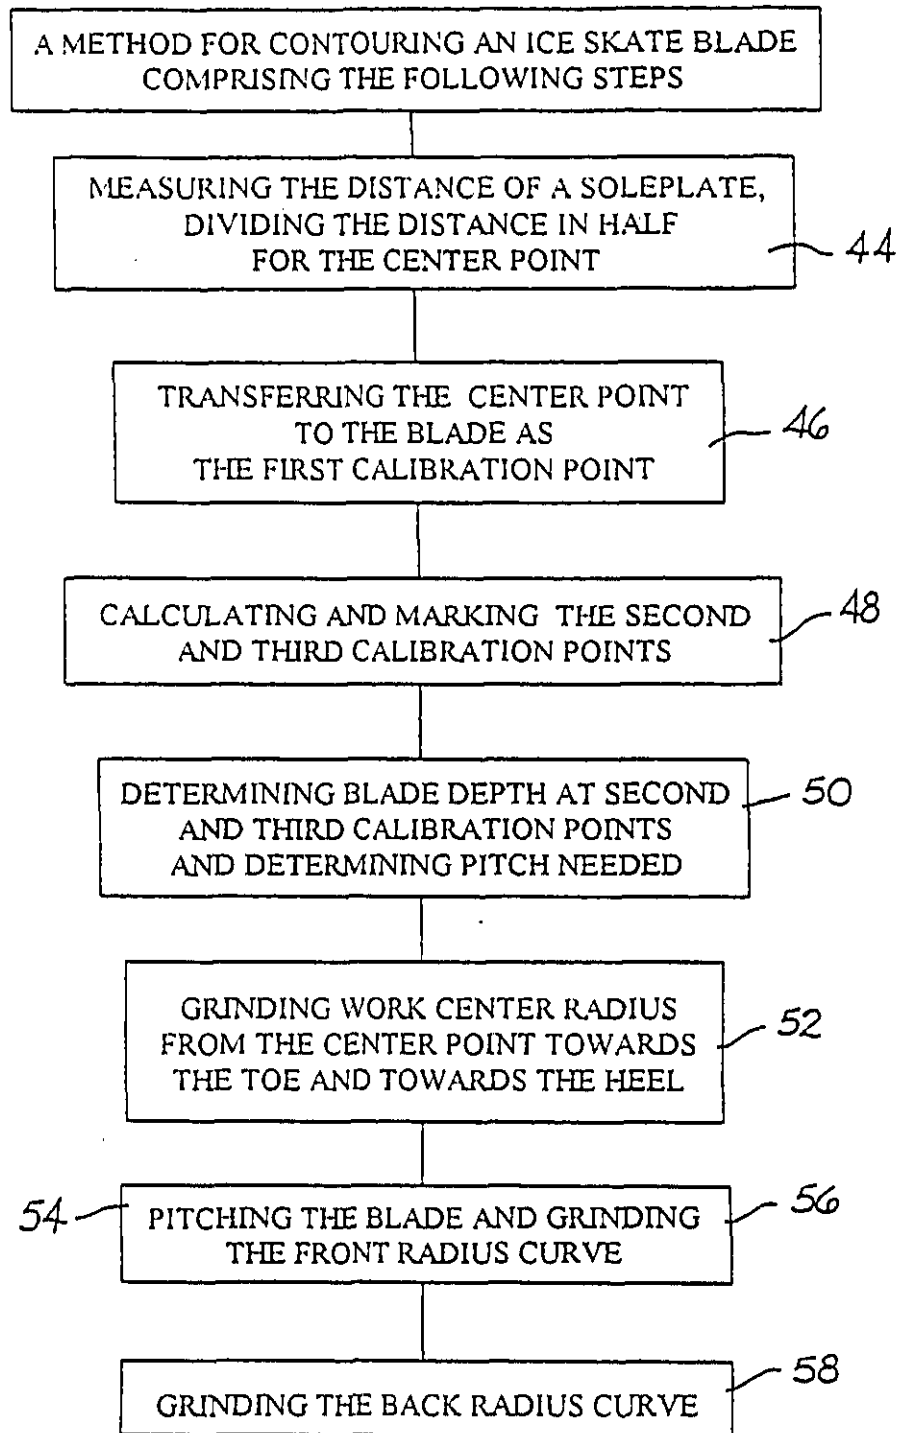 A METHOD FOR CONTOURING AN ICE SKATE BLADE
COMPRISING THE FOLLOWING STEPS
MEASURING THE DISTANCE OF A SOLEPLATE,
DIVIDING THE DISTANCE IN HALF
FOR THE CENTER POINT
44
TRANSFERRING THE CENTER POINT
TO THE BLADE AS
THE FIRST CALIBRATION POINT
46
CALCULATING AND MARKING THE SECOND
AND THIRD CALIBRATION POINTS
48
DETERMINING BLADE DEPTH AT SECOND
AND THIRD CALIBRATION POINTS
AND DETERMINING PITCH NEEDED
50
GRINDING WORK CENTER RADIUS
FROM THE CENTER POINT TOWARDS
THE TOE AND TOWARDS THE HEEL
52
54
PITCHING THE BLADE AND GRINDING
THE FRONT RADIUS CURVE
56
GRINDING THE BACK RADIUS CURVE
58